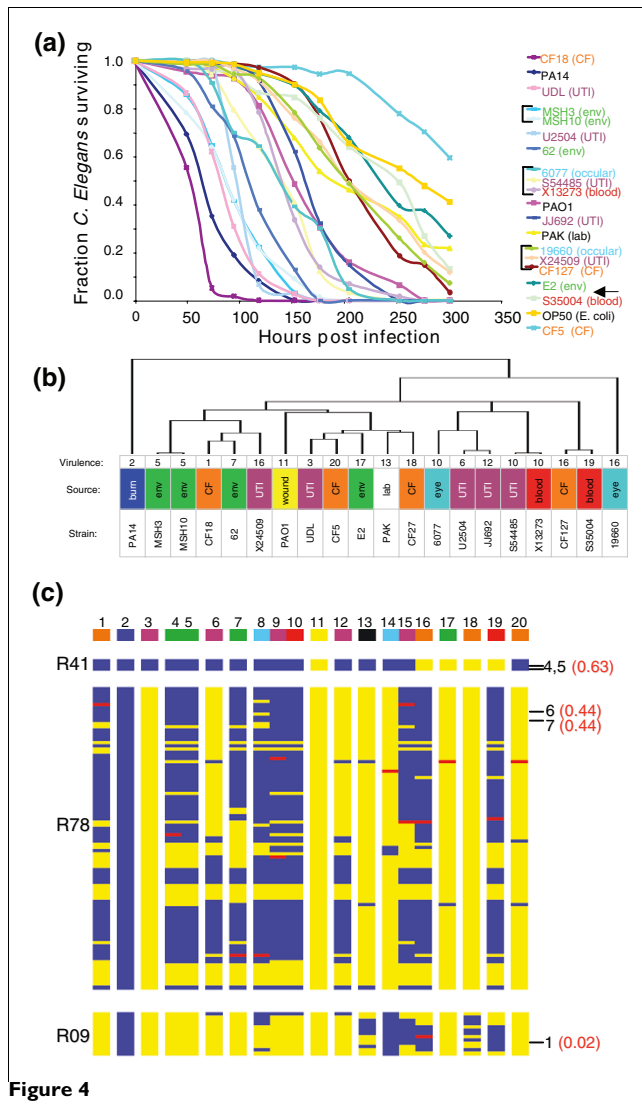 (a)
Fraction C. Elegans surviving
1.0
0.8
0.6
0.4
0.2
0.0
0 50 100 150 200 250 300 350
Hours post infection
CF18 (CF)
PA14
UDL (UTI)
MSH3 (env)
MSH10 (env)
U2504 (UTI)
62 (env)
6077 (occular)
S54485 (UTI)
X13273 (blood)
PAO1
JJ692 (UTI)
PAK (lab)
19660 (occular)
X24509 (UTI)
CF127 (CF)
E2 (env)
S35004 (blood)
OP50 (E. coli)
CF5 (CF)
(b)
Virulence: 2 5 5 1 7 16 11 3 20 17 13 18 10 6 12 10 10 16 19 16
Source: burn env env CF env UTI wound UTI CF env lab CF eye UTI UTI UTI blood CF blood eye
Strain: PA14 MSH3 MSH10 CF18 62 X24509 PAO1 UDL CF5 E2 PAK CF27 6077 U2504 JJ692 S54485 X13273 CF127 S35004 19660
(c)
1 2 3 4 5 6 7 8 9 10 11 12 13 14 15 16 17 18 19 20
R41
4,5 (0.63)
6 (0.44)
7 (0.44)
R78
R09
1 (0.02)
Figure 4